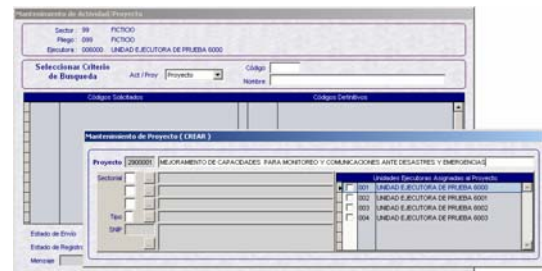 Mantenimiento de Actividad/Proyecto
Sector: 99 FICTICIO
Pliego: 099 FICTICIO
Ejecutora: 000000 UNIDAD EJECUTORA DE PRUEBA 6000
Seleccionar Criterio de Busqueda
Act / Proy Proyecto
Código
Nombre
Códigos Solicitados
Códigos Definitivos
Mantenimiento de Proyecto ( CREAR )
Proyecto 2900001 MEJORAMIENTO DE CAPACIDADES PARA MONITOREO Y COMUNICACIONES ANTE DESASTRES Y EMERGENCIAS
Sectorial
Unidades Ejecutoras Asignadas al Proyecto
001 UNIDAD EJECUTORA DE PRUEBA 6000
002 UNIDAD EJECUTORA DE PRUEBA 6001
003 UNIDAD EJECUTORA DE PRUEBA 6002
004 UNIDAD EJECUTORA DE PRUEBA 6003
Tipo
SNIP
Estado de Envío
Estado de Registro
Mensaje